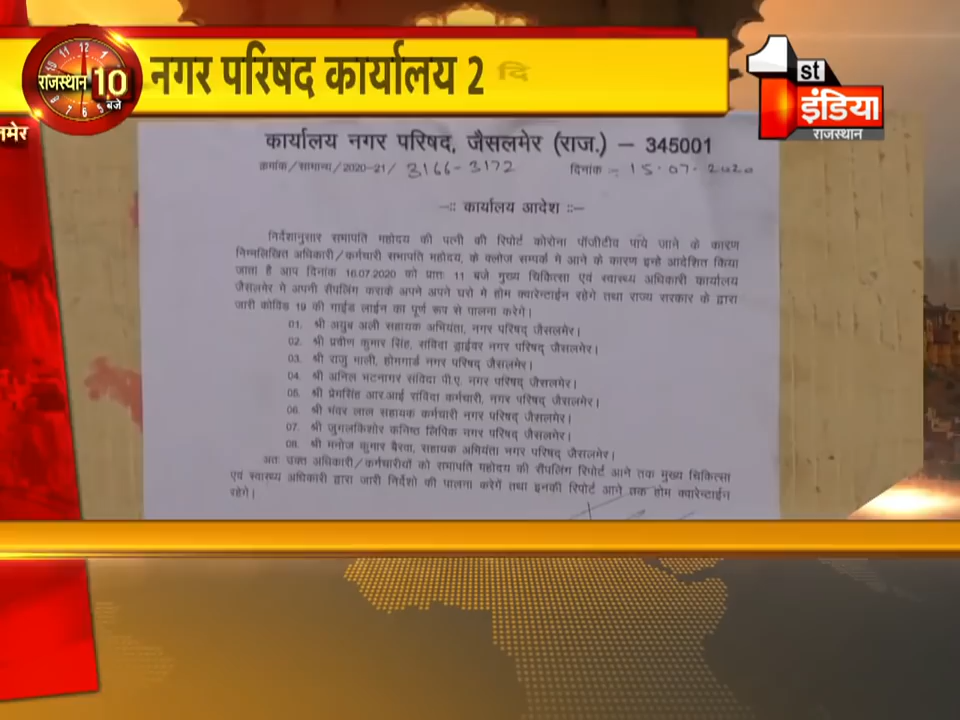 राजस्थान 10 बजे
नगर परिषद कार्यालय 2 दि
1st
इंडिया
राजस्थान
लमेर
कार्यालय नगर परिषद, जैसलमेर (राज.) – 345001
क्रमांक/सामान्य/2020-21/ 3166-3172 दिनांक :- 15.07.2020
-:: कार्यालय आदेश ::-
निर्देशानुसार सभापति महोदय की पत्नी की रिपोर्ट कोरोना पॉजीटीव पाये जाने के कारण
निम्नलिखित अधिकारी/कर्मचारी सभापति महोदय, के क्लोज सम्पर्क मे आने के कारण इन्हे आदेशित किया
जाता है आप दिनांक 16.07.2020 को प्रातः 11 बजे मुख्य चिकित्सा एवं स्वास्थ्य अधिकारी कार्यालय
जैसलमेर मे अपनी सैंपलिंग कराके अपने अपने घरो मे होम क्वारेन्टाईन रहेगे तथा राज्य सरकार के द्वारा
जारी कोविड 19 की गाईड लाईन का पूर्ण रूप से पालना करेगे।
01. श्री अयुब अली सहायक अभियंता, नगर परिषद् जैसलमेर।
02. श्री प्रवीण कुमार सिंह, संविदा ड्राईवर नगर परिषद् जैसलमेर।
03. श्री राजु माली, होमगार्ड नगर परिषद् जैसलमेर।
04. श्री अनिल भटनागर संविदा पी.ए. नगर परिषद् जैसलमेर।
05. श्री प्रेमसिंह आर.आई संविदा कर्मचारी, नगर परिषद् जैसलमेर।
06. श्री भंवर लाल सहायक कर्मचारी नगर परिषद् जैसलमेर।
07. श्री जुगलकिशोर कनिष्ठ लिपिक नगर परिषद् जैसलमेर।
08. श्री मनोज कुमार बैरवा, सहायक अभियंता नगर परिषद् जैसलमेर।
अतः उक्त अधिकारी/कर्मचारीयों को सभापति महोदय की सैंपलिंग रिपोर्ट आने तक मुख्य चिकित्सा
एवं स्वास्थ्य अधिकारी द्वारा जारी निर्देशो की पालना करेगें तथा इनकी रिपोर्ट आने तक होम क्वारेन्टाईन
रहेगे।